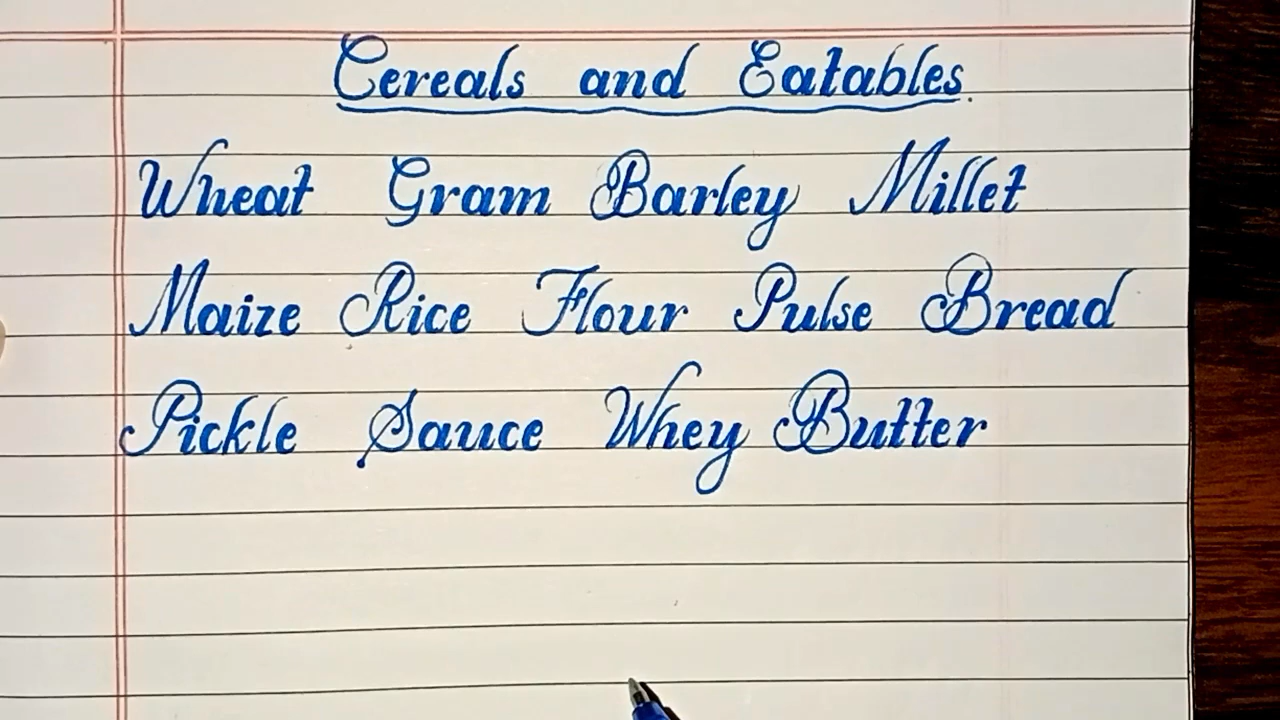 Cereals and Eatables.
Wheat Gram Barley Millet
Maize Rice Flour Pulse Bread
Pickle Sauce Whey Butter